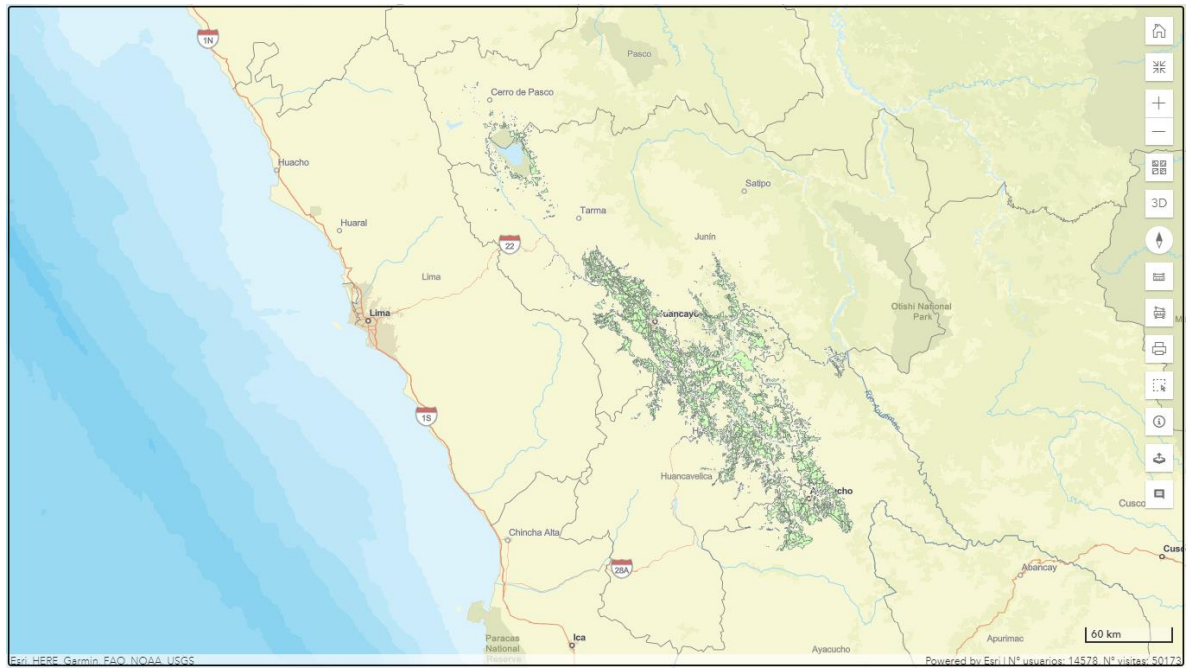 1N
Pasco
Cerro de Pasco
Huacho
Satipo
3D
Huaral
Tarma
Junín
22
Lima
Otishi National
Park
Lima
1S
Huancavelica
Cusco
Chincha Alta
28A
Abancay
60 km
Paracas
National
Reserve
Ica
Apurimac
Ayacucho
Esri, HERE, Garmin, FAO, NOAA, USGS
Powered by Esri | N° usuarios: 14578, N° visitas: 50173